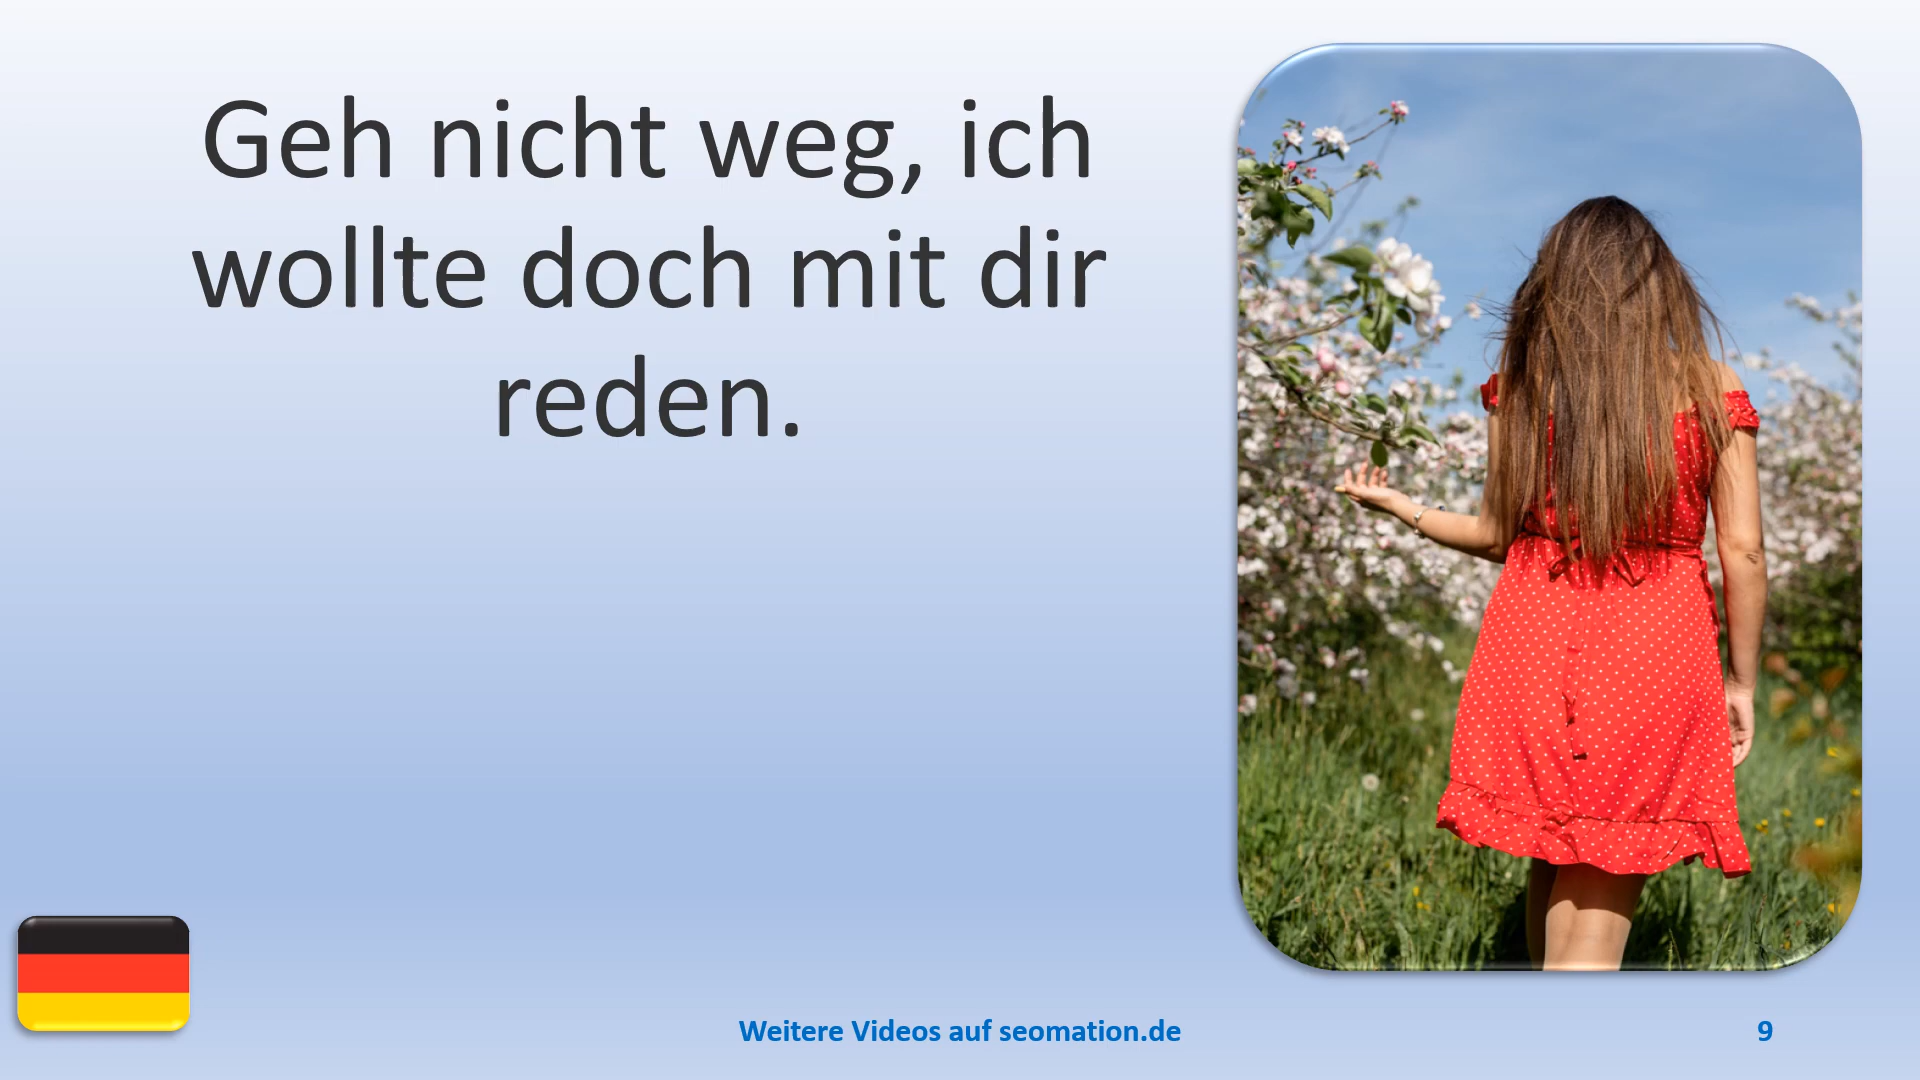 Geh nicht weg, ich
wollte doch mit dir
reden.
Weitere Videos auf seomation.de
9